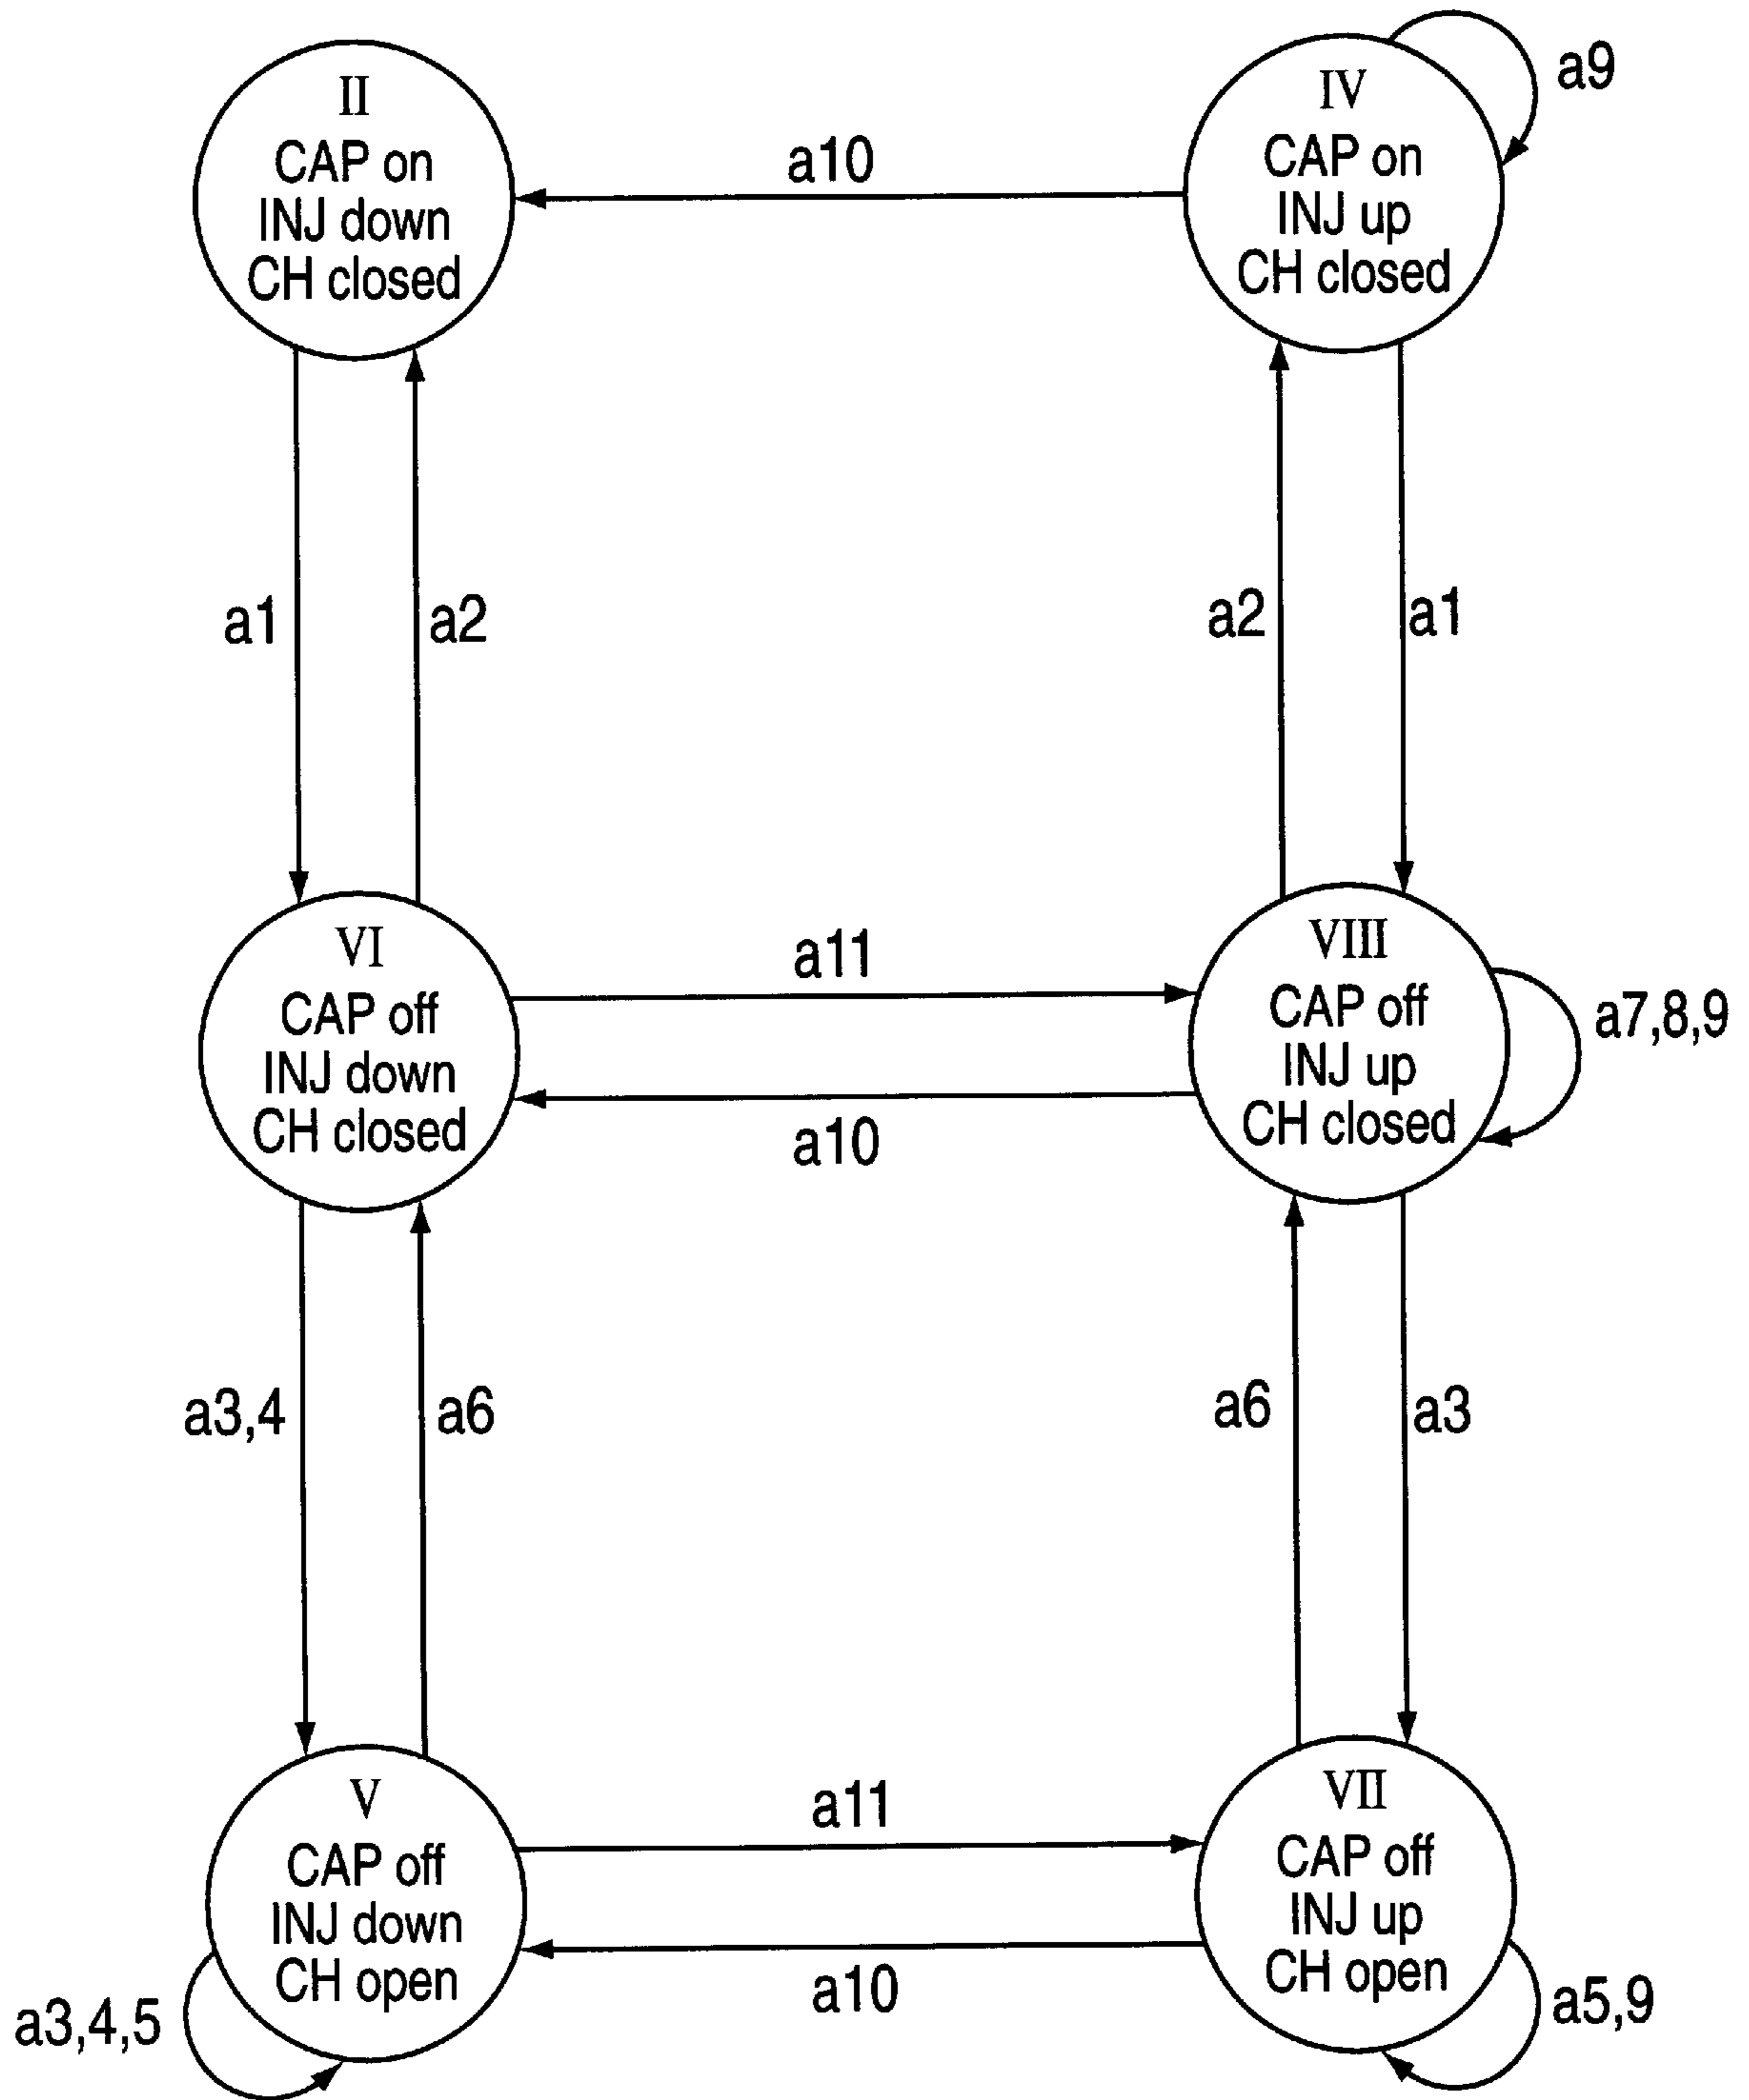 II
CAP on
INJ down
CH closed
a10
IV
CAP on
INJ up
CH closed
a9
a1
a2
a2
a1
VI
CAP off
INJ down
CH closed
a11
a10
VIII
CAP off
INJ up
CH closed
a7,8,9
a3,4
a6
a6
a3
V
CAP off
INJ down
CH open
a3,4,5
a11
a10
VII
CAP off
INJ up
CH open
a5,9